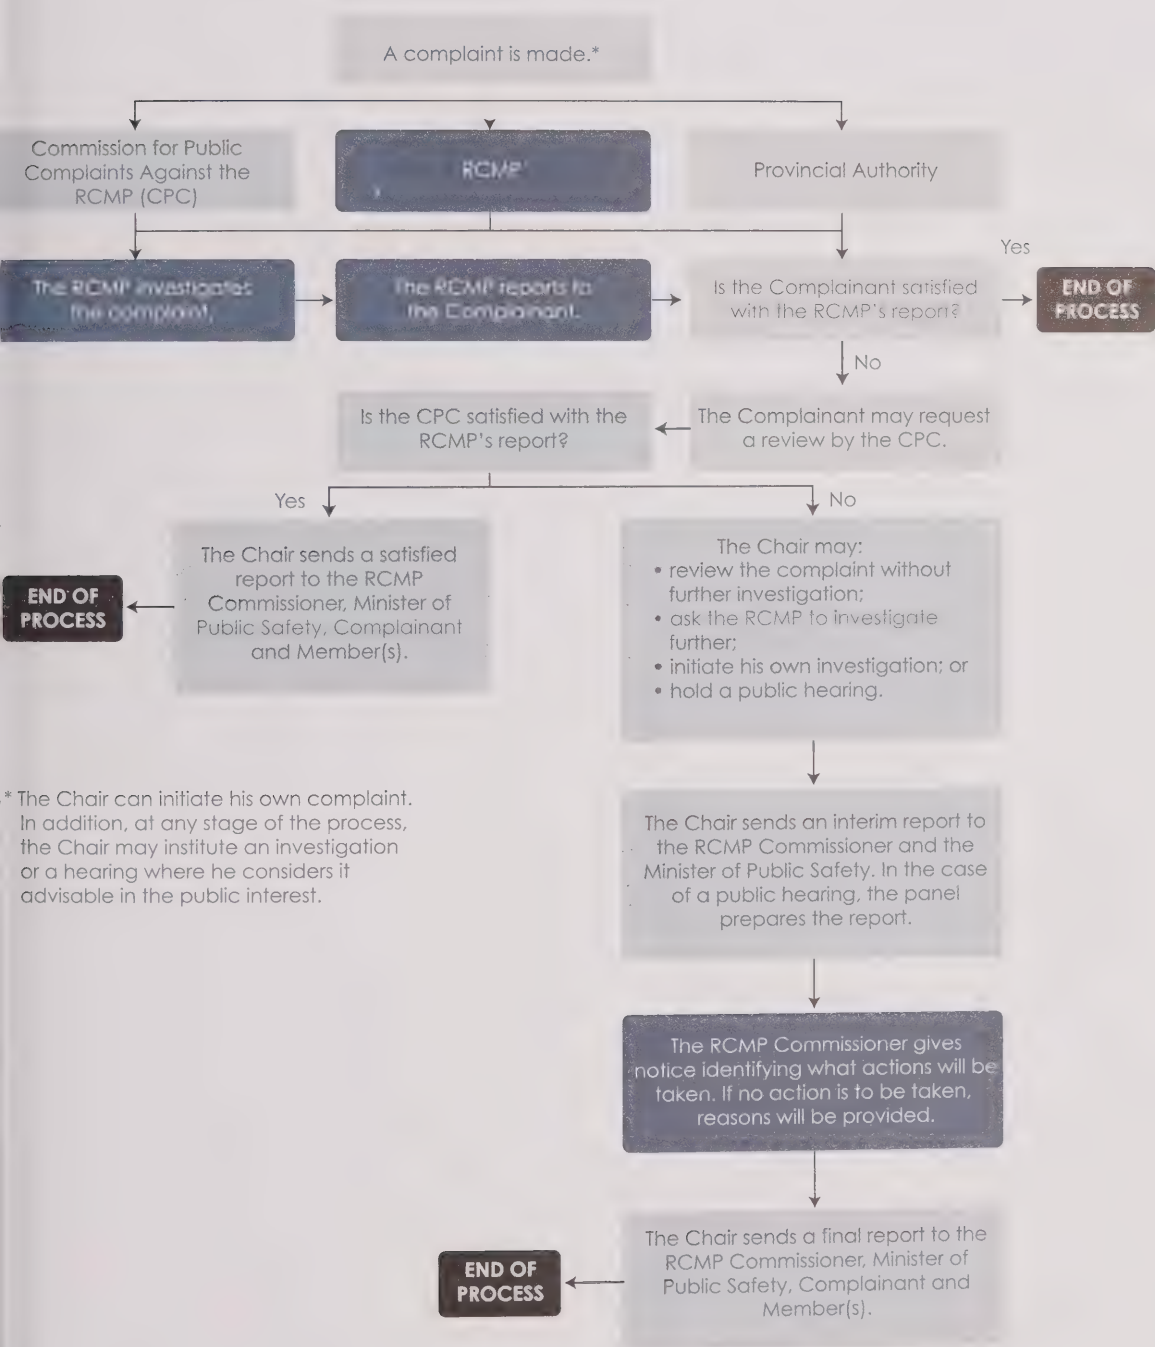 A complaint is made.*
Commission for Public
Complaints Against the
RCMP (CPC)
RCMP
Provincial Authority
The RCMP investigates
the complaint.
The RCMP reports to
the Complainant.
Is the Complainant satisfied
with the RCMP's report?
Yes
END OF
PROCESS
No
Is the CPC satisfied with the
RCMP's report?
The Complainant may request
a review by the CPC.
Yes
No
The Chair sends a satisfied
report to the RCMP
Commissioner, Minister of
Public Safety, Complainant
and Member(s).
END OF
PROCESS
The Chair may:
• review the complaint without
further investigation;
• ask the RCMP to investigate
further;
• initiate his own investigation; or
• hold a public hearing.
* The Chair can initiate his own complaint.
In addition, at any stage of the process,
the Chair may institute an investigation
or a hearing where he considers it
advisable in the public interest.
The Chair sends an interim report to
the RCMP Commissioner and the
Minister of Public Safety. In the case
of a public hearing, the panel
prepares the report.
The RCMP Commissioner gives
notice identifying what actions will be
taken. If no action is to be taken,
reasons will be provided.
The Chair sends a final report to the
RCMP Commissioner, Minister of
Public Safety, Complainant and
Member(s).
END OF
PROCESS